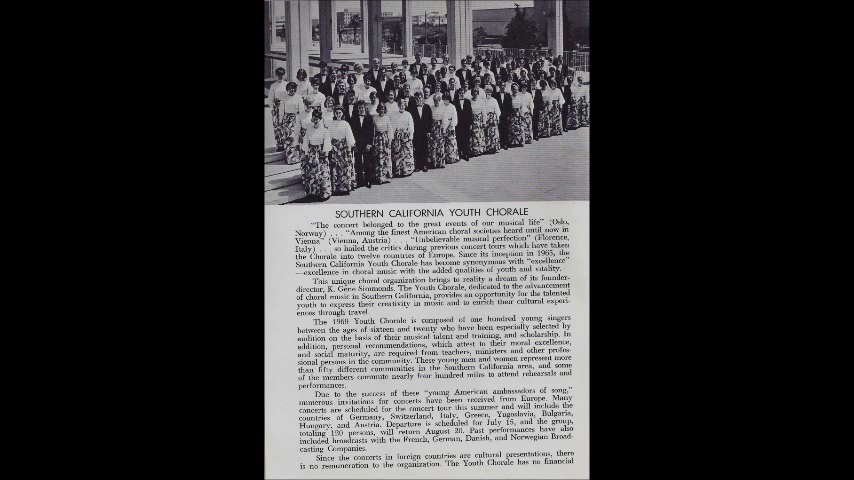 SOUTHERN CALIFORNIA YOUTH CHORALE
"The concert belonged to the great events of our musical life" (Oslo,
Norway) . . . "Among the finest American choral societies heard until now in
Vienna" (Vienna, Austria) . . . "Unbelievable musical perfection" (Florence,
Italy) . . . so hailed the critics during previous concert tours which have taken
the Chorale into twelve countries of Europe. Since its inception in 1965, the
Southern California Youth Chorale has become synonymous with "excellence"
—excellence in choral music with the added qualities of youth and vitality.
This unique choral organization brings to reality a dream of its founder-
director, K. Gene Simmonds. The Youth Chorale, dedicated to the advancement
of choral music in Southern California, provides an opportunity for the talented
youth to express their creativity in music and to enrich their cultural experi-
ences through travel
The 1969 Youth Chorale is composed of one hundred young singers
between the ages of sixteen and twenty who have been especially selected by
audition on the basis of their musical talent and training, and scholarship. In
addition, personal recommendations, which attest to their moral excellence,
and social maturity, are required from teachers, ministers and other profes-
sional persons in the community. These young men and women represent more
than fifty different communities in the Southern California area, and some
of the members commute nearly four hundred miles to attend rehearsals and
performances.
Due to the success of these "young American ambassadors of song,"
numerous invitations for concerts have been received from Europe. Many
concerts are scheduled for the concert tour this summer and will include the
countries of Germany, Switzerland, Italy, Greece, Yugoslavia, Bulgaria,
Hungary, and Austria. Departure is scheduled for July 15, and the group,
totaling 120 persons, will return August 20. Past performances have also
included broadcasts with the French, German, Danish, and Norwegian Broad-
casting Companies.
Since the concerts in foreign countries are cultural presentations, there
is no remuneration to the organization. The Youth Chorale has no financial